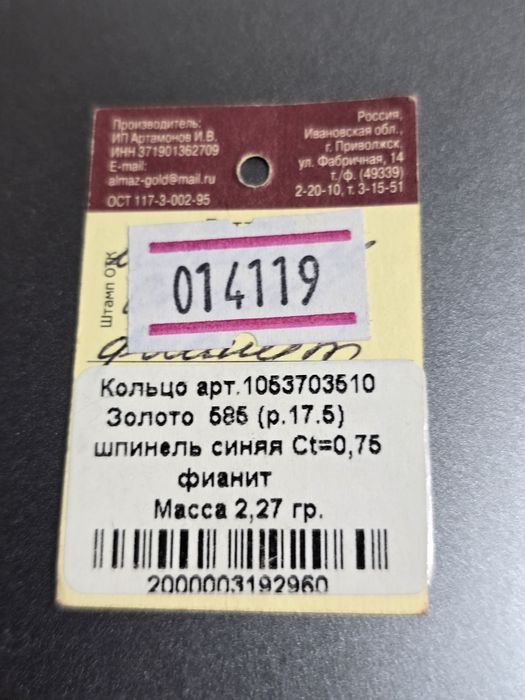 Производитель:
ИП Артамонов И.В.
ИНН 371901362709
E-mail:
almaz-gold@mail.ru
ОСТ 117-3-002-95
Россия,
Ивановская обл.,
г. Приволжск,
ул. Фабричная, 14
т./ф. (49339)
2-20-10, т. 3-15-51
Штамп ОТК
014119
Кольцо арт.1053703510
Золото 585 (р.17.5)
шпинель синяя Ct=0,75
фианит
Масса 2,27 гр.
2000003192960